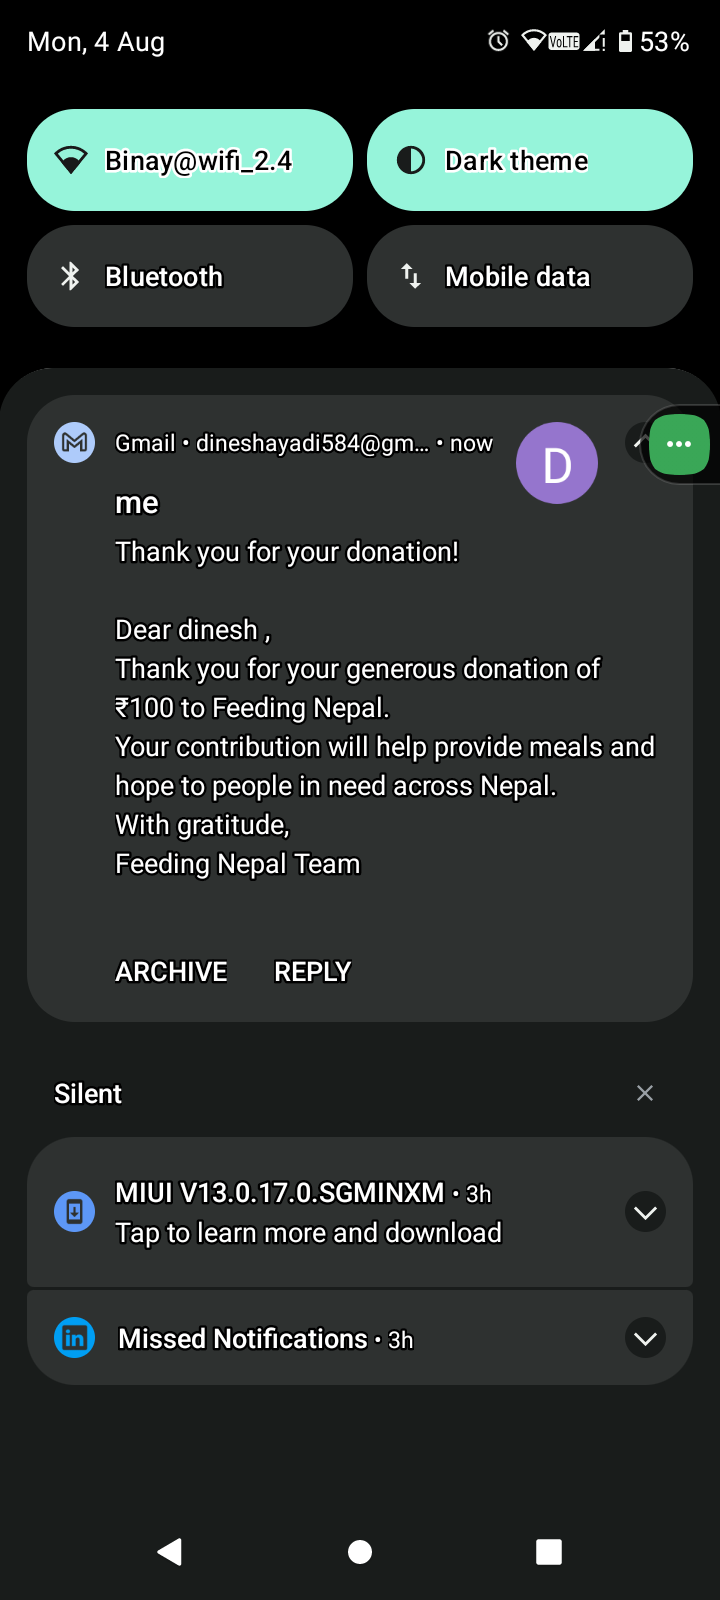 Mon, 4 Aug VoLTE 53%
Binay@wifi_2.4 Dark theme
Bluetooth Mobile data
Gmail • dineshayadi584@gm… • now D
me
Thank you for your donation!
Dear dinesh ,
Thank you for your generous donation of
₹100 to Feeding Nepal.
Your contribution will help provide meals and
hope to people in need across Nepal.
With gratitude,
Feeding Nepal Team
ARCHIVE REPLY
Silent
MIUI V13.0.17.0.SGMINXM • 3h
Tap to learn more and download
in Missed Notifications • 3h